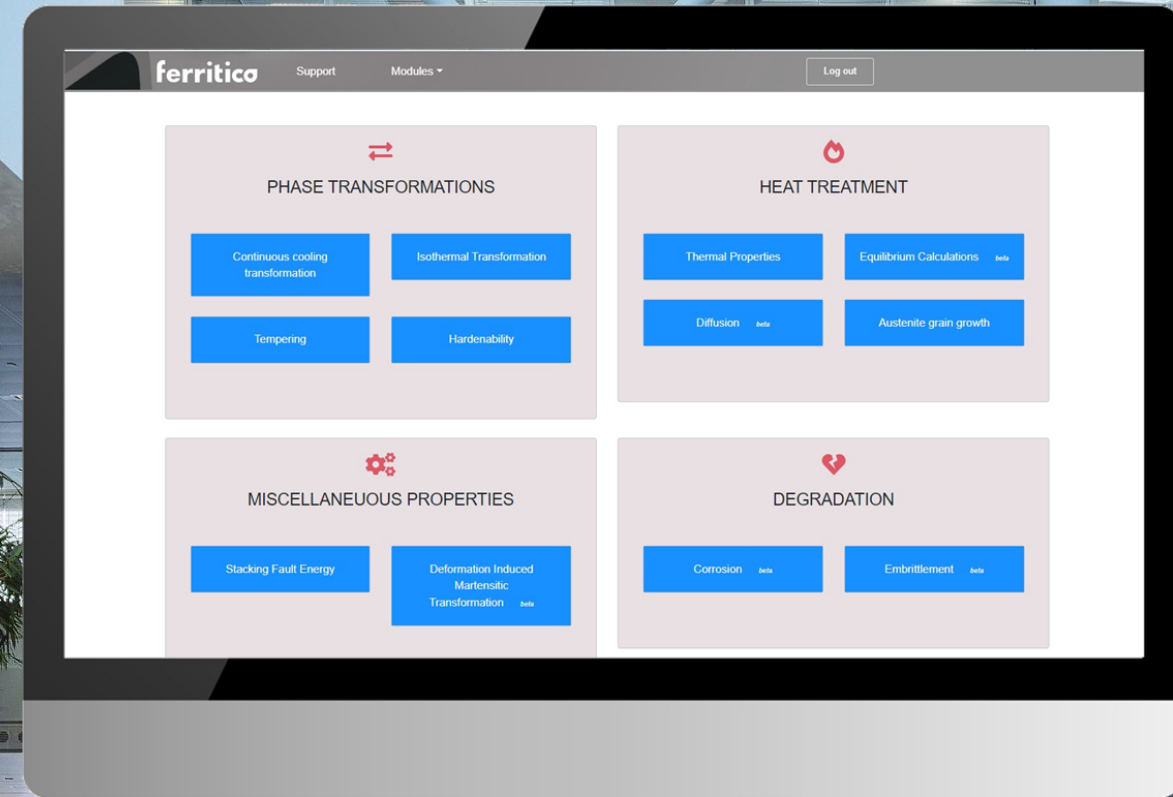 ferritico
Support
Modules
Log out
PHASE TRANSFORMATIONS
Continuous cooling
transformation
Isothermal Transformation
Tempering
Hardenability
HEAT TREATMENT
Thermal Properties
Equilibrium Calculations beta
Diffusion beta
Austenite grain growth
MISCELLANEUOUS PROPERTIES
Stacking Fault Energy
Deformation Induced
Martensitic
Transformation beta
DEGRADATION
Corrosion beta
Embrittlement beta